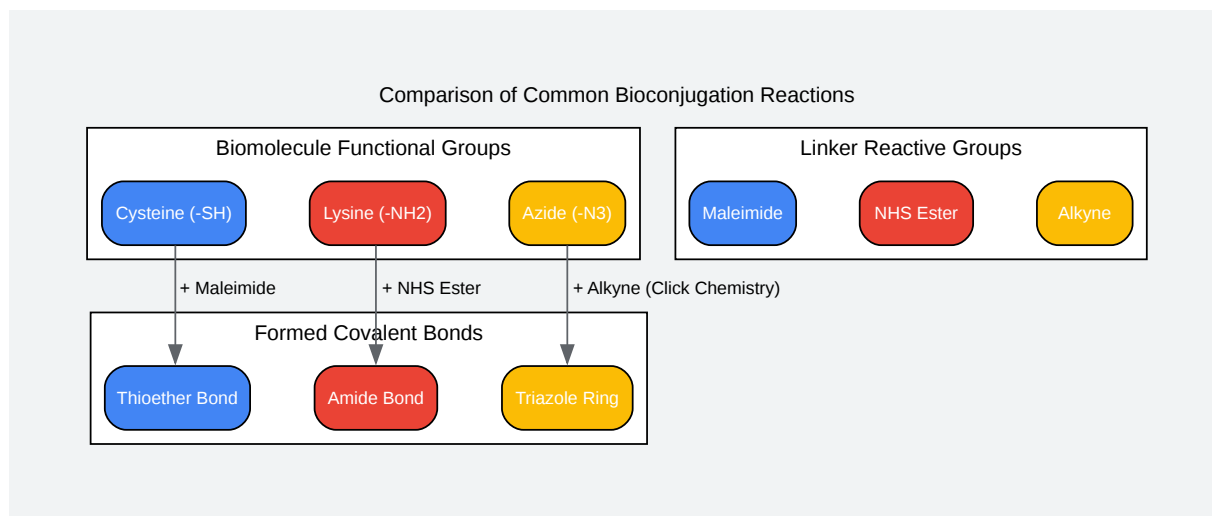 Comparison of Common Bioconjugation Reactions
Biomolecule Functional Groups
Linker Reactive Groups
Cysteine (-SH)
Lysine (-NH2)
Azide (-N3)
Maleimide
NHS Ester
Alkyne
+ Maleimide
+ NHS Ester
+ Alkyne (Click Chemistry)
Formed Covalent Bonds
Thioether Bond
Amide Bond
Triazole Ring